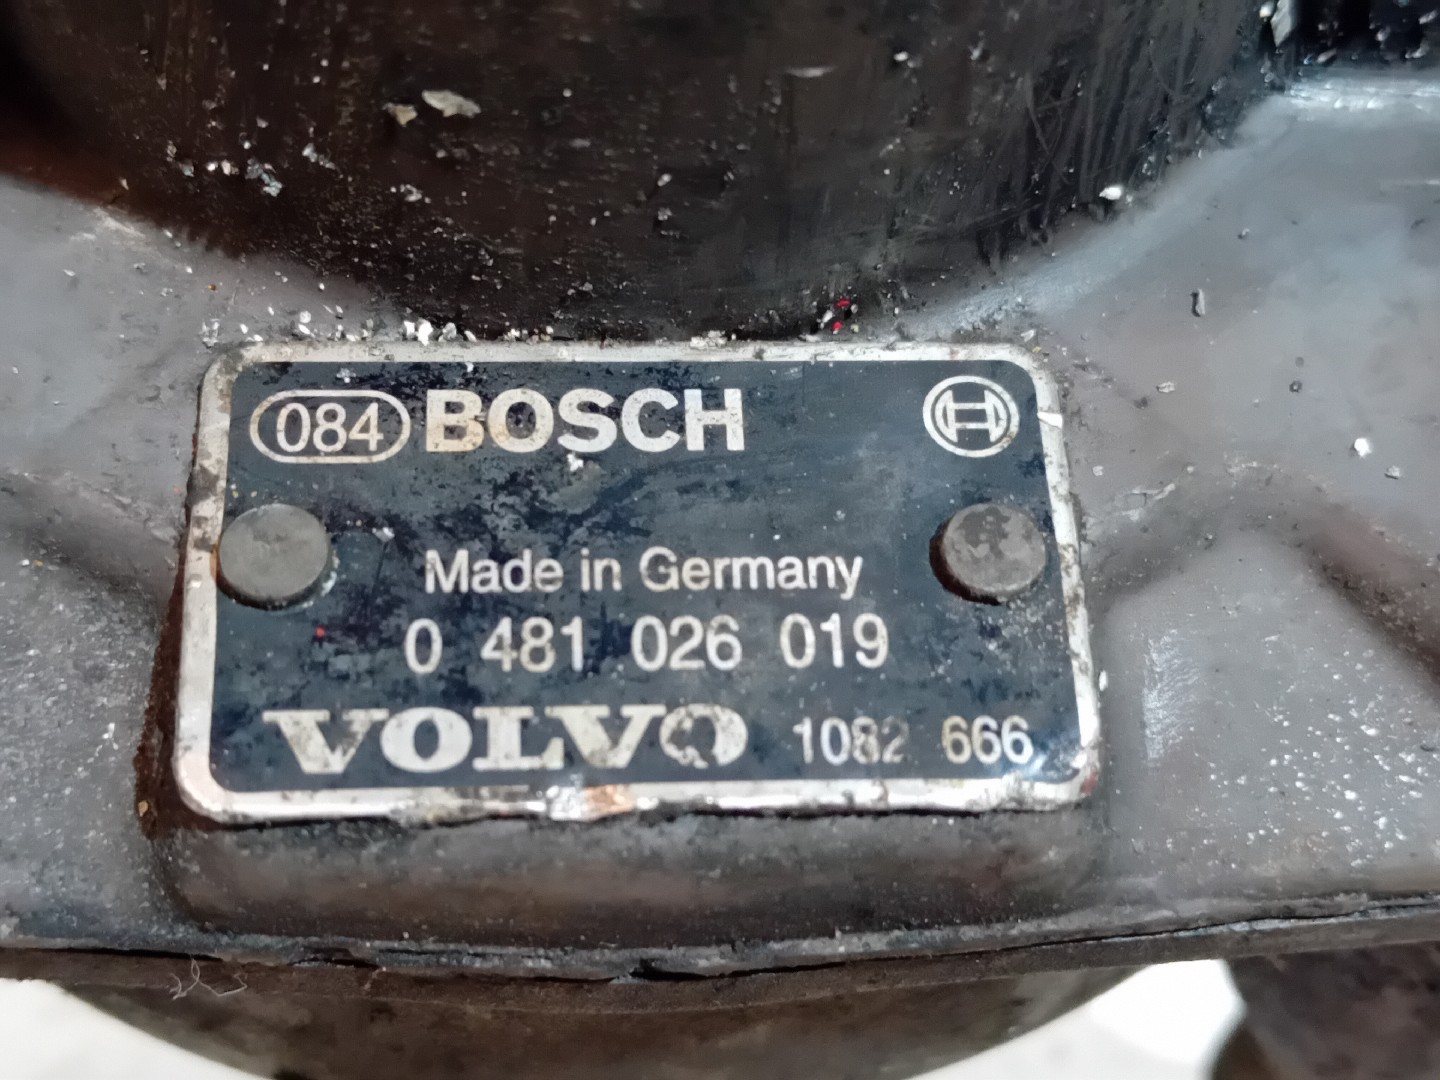 084 BOSCH
Made in Germany
0 481 026 019
VOLVO 1082 666